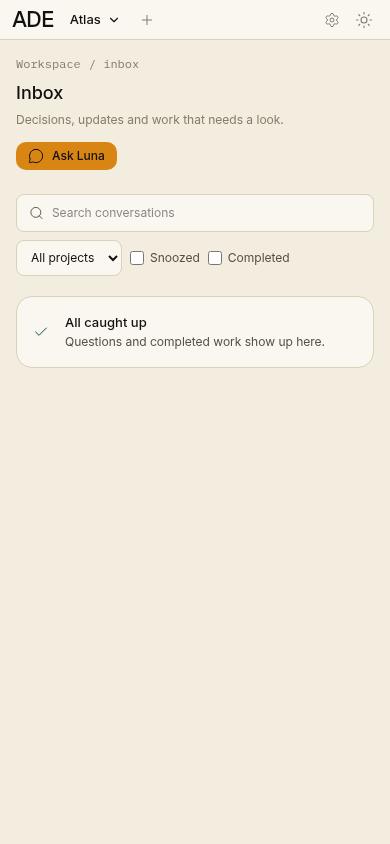 ADE Atlas
Workspace / inbox
Inbox
Decisions, updates and work that needs a look.
Ask Luna
Search conversations
All projects Snoozed Completed
All caught up
Questions and completed work show up here.